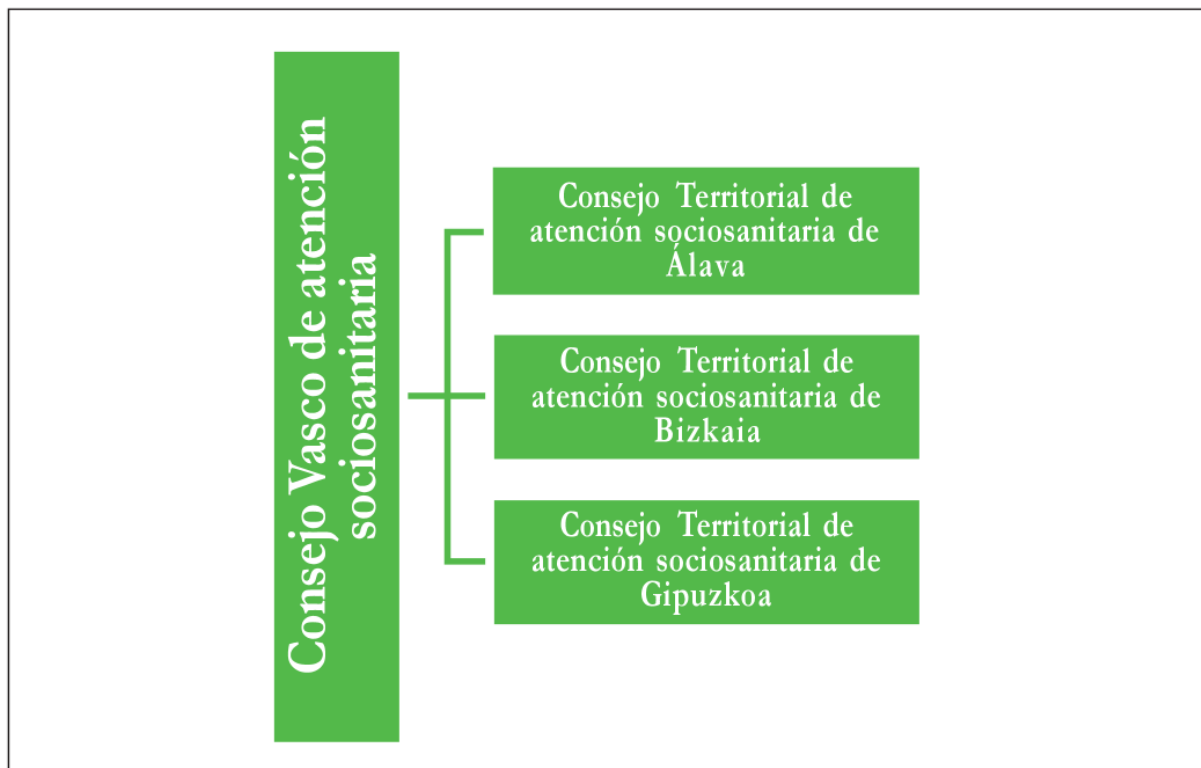 Consejo Vasco de atención
sociosanitaria
Consejo Territorial de
atención sociosanitaria de
Álava
Consejo Territorial de
atención sociosanitaria de
Bizkaia
Consejo Territorial de
atención sociosanitaria de
Gipuzkoa